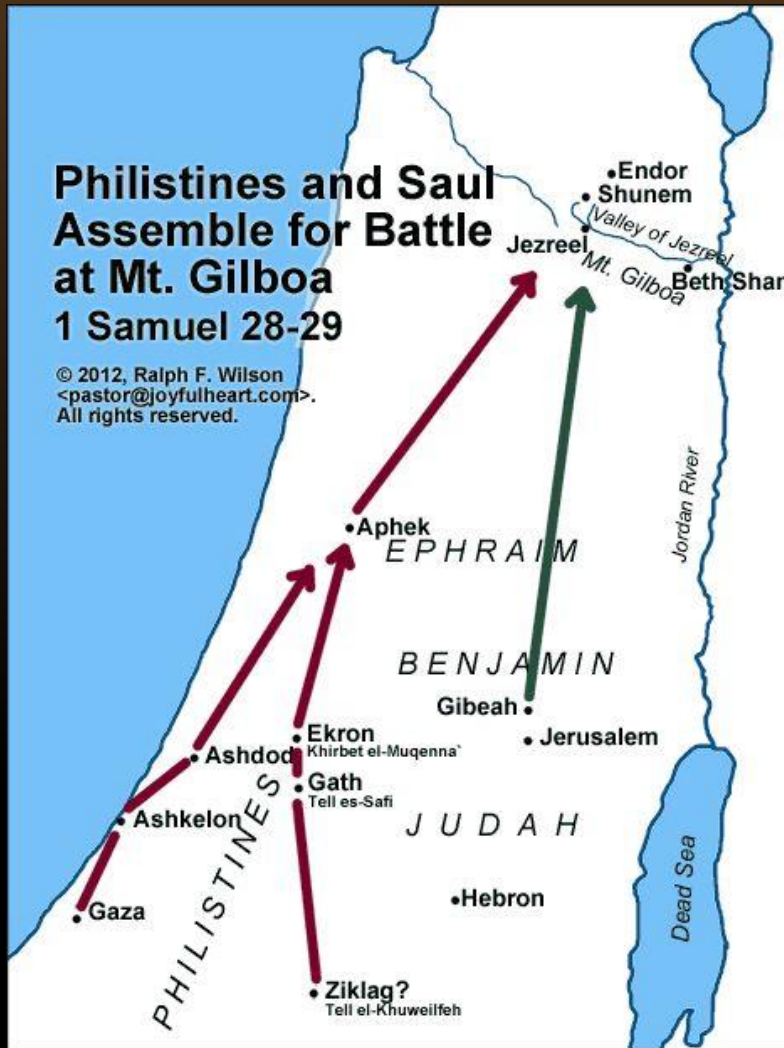 Philistines and Saul
Assemble for Battle
at Mt. Gilboa
1 Samuel 28-29
© 2012, Ralph F. Wilson
<pastor@joyfulheart.com>.
All rights reserved.
Endor
Shunem
Valley of Jezreel
Jezreel
Mt. Gilboa
Beth Shan
Jordan River
Aphek
EPHRAIM
BENJAMIN
Gibeah
Jerusalem
Ekron
Khirbet el-Muqenna`
Ashdod
Gath
Tell es-Safi
Ashkelon
PHILISTINES
JUDAH
Dead Sea
Hebron
Gaza
Ziklag?
Tell el-Khuweilfeh